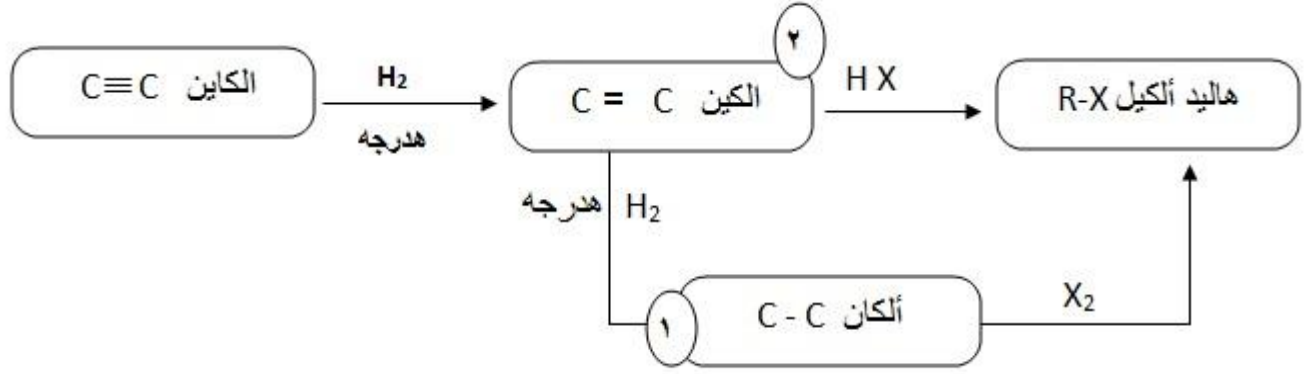 ٢
الكاين C≡C
H₂
هدرجه
الكين C = C
H X
هاليد ألكيل R-X
هدرجه H₂
١
ألكان C - C
X₂